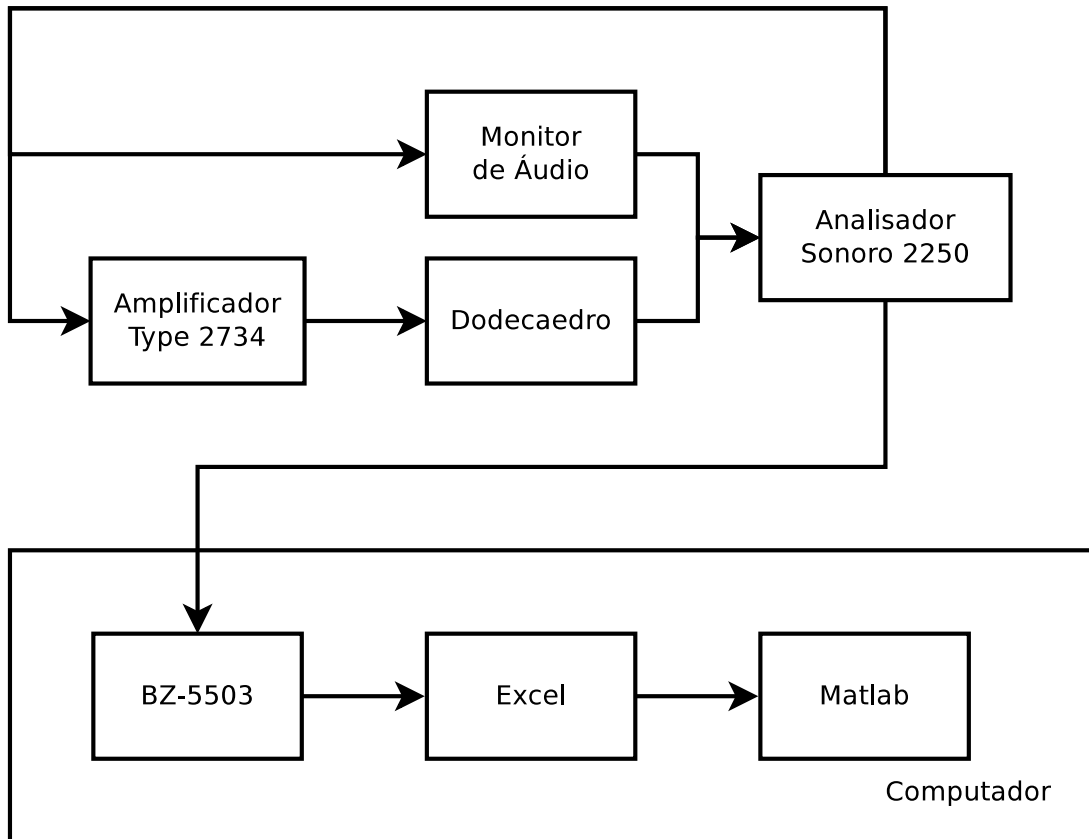 Monitor
de Áudio
Analisador
Sonoro 2250
Amplificador
Type 2734
Dodecaedro
BZ-5503
Excel
Matlab
Computador